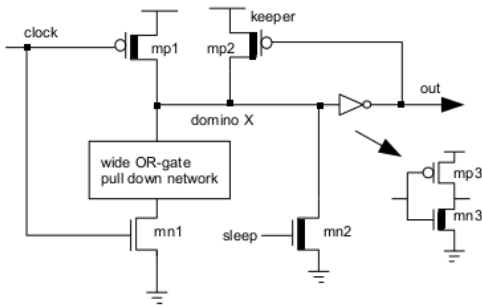 keeper
clock
mp1
mp2
out
domino X
wide OR-gate
pull down network
mp3
mn1
sleep
mn2
mn3